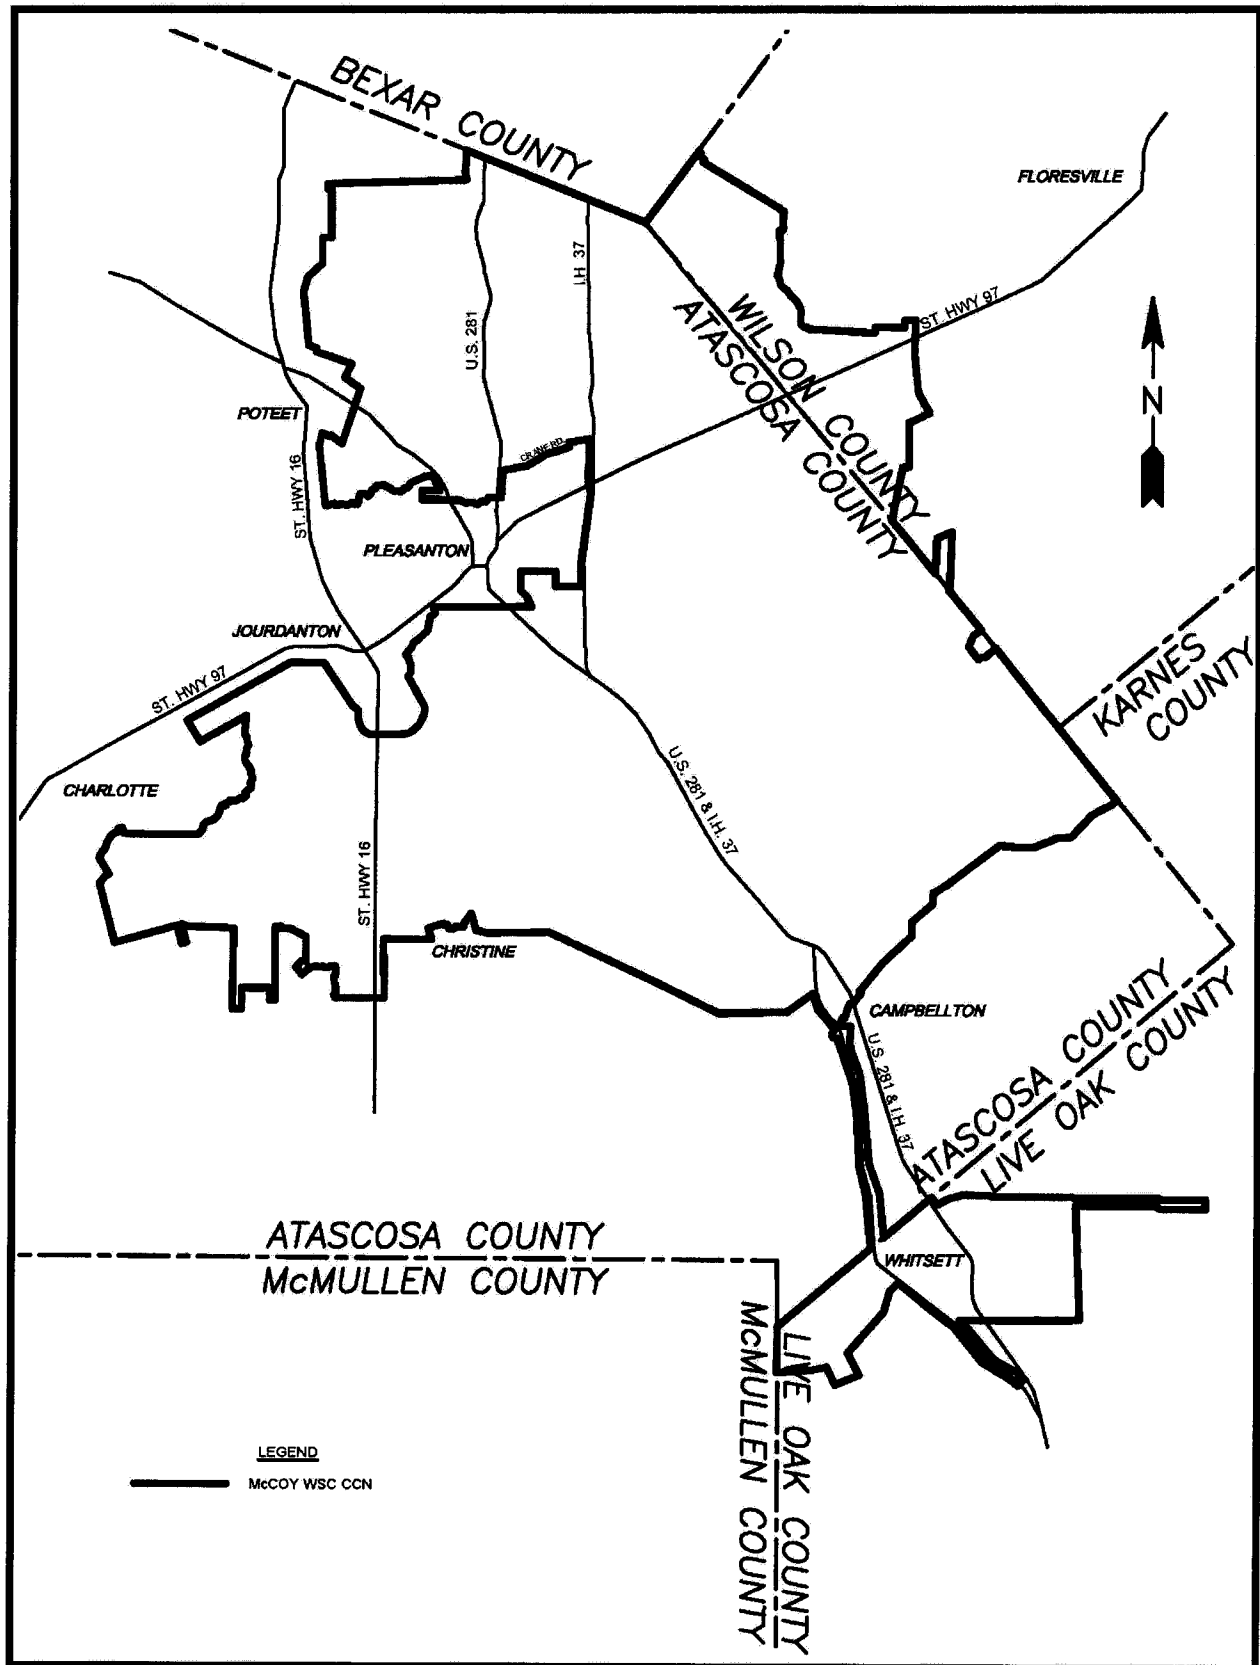 BEXAR COUNTY
FLORESVILLE
I.H 37
ST. HWY 97
U.S. 281
WILSON COUNTY
ATASCOSA COUNTY
N
POTEET
CRANE RD.
ST. HWY 16
PLEASANTON
JOURDANTON
KARNES
COUNTY
ST. HWY 97
CHARLOTTE
U.S. 281 & I.H. 37
ST. HWY 16
CHRISTINE
CAMPBELLTON
U.S. 281 & I.H. 37
ATASCOSA COUNTY
LIVE OAK COUNTY
ATASCOSA COUNTY
McMULLEN COUNTY
WHITSETT
LIVE OAK COUNTY
McMULLEN COUNTY
LEGEND
McCOY WSC CCN